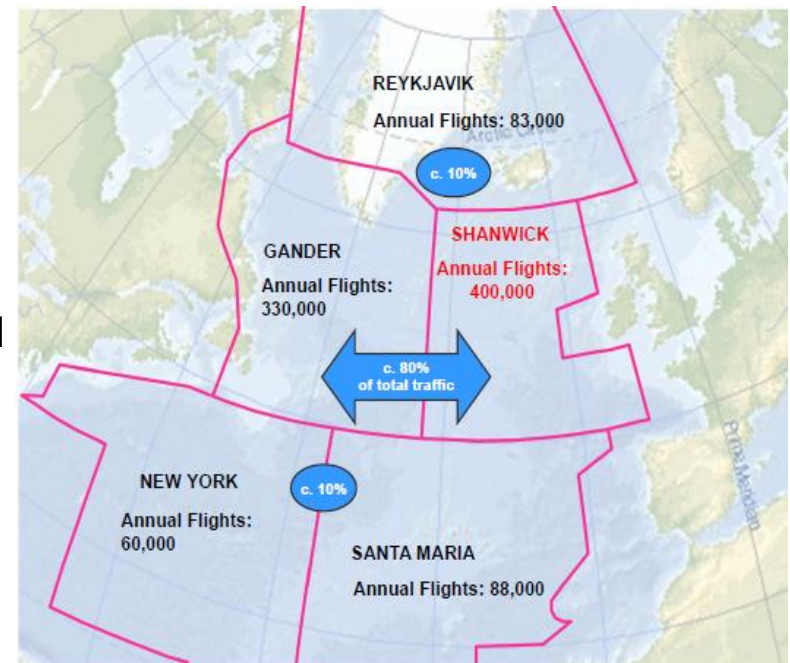 REYKJAVIK
Annual Flights: 83,000
Arctic Circle
c. 10%
SHANWICK
Annual Flights:
400,000
GANDER
Annual Flights:
330,000
c. 80%
of total traffic
NEW YORK
Annual Flights:
60,000
c. 10%
SANTA MARIA
Annual Flights: 88,000
Prime Meridian